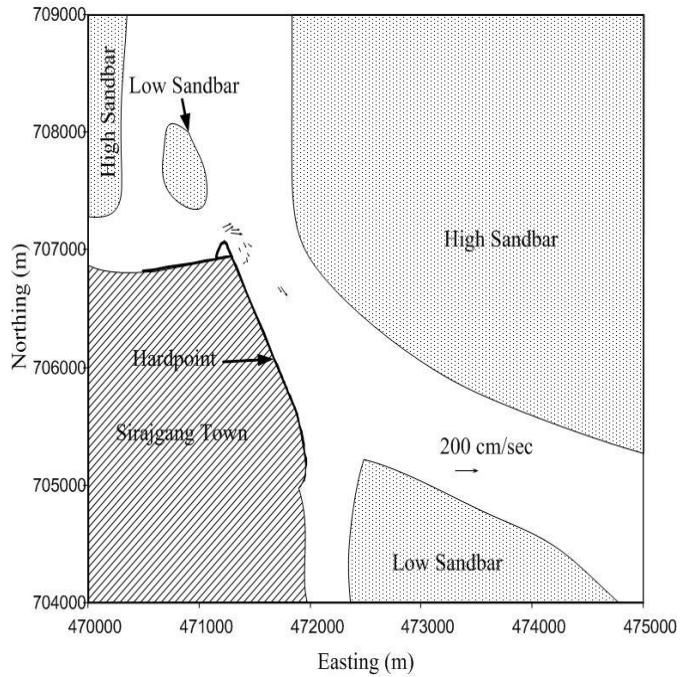 709000
708000
707000
706000
705000
704000
Northing (m)
High Sandbar
Low Sandbar
High Sandbar
Hardpoint
Sirajgang Town
200 cm/sec
Low Sandbar
470000 471000 472000 473000 474000 475000
Easting (m)